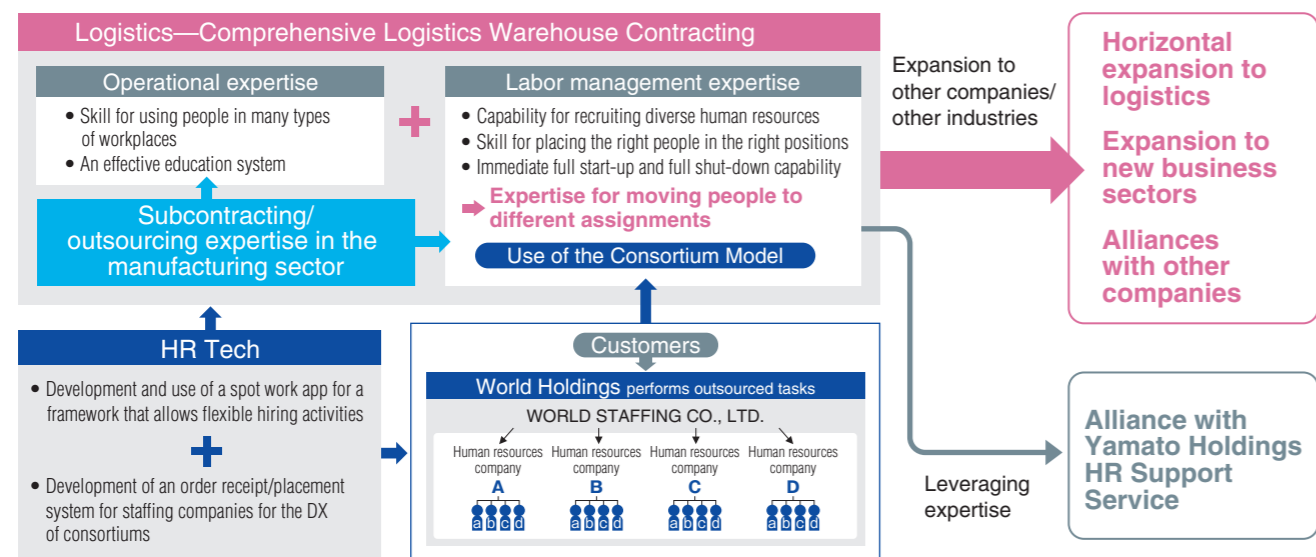 Logistics—Comprehensive Logistics Warehouse Contracting
Operational expertise
• Skill for using people in many types
of workplaces
• An effective education system
Labor management expertise
• Capability for recruiting diverse human resources
• Skill for placing the right people in the right positions
• Immediate full start-up and full shut-down capability
Expertise for moving people to
different assignments
Use of the Consortium Model
Subcontracting/
outsourcing expertise in the
manufacturing sector
Expansion to
other companies/
other industries
Horizontal
expansion to
logistics
Expansion to
new business
sectors
Alliances
with other
companies
HR Tech
• Development and use of a spot work app for a
framework that allows flexible hiring activities
• Development of an order receipt/placement
system for staffing companies for the DX
of consortiums
Customers
World Holdings performs outsourced tasks
WORLD STAFFING CO., LTD.
Human resources Human resources Human resources Human resources
company company company company
A B C D
a b c d a b c d a b c d a b c d
Leveraging
expertise
Alliance with
Yamato Holdings
HR Support
Service